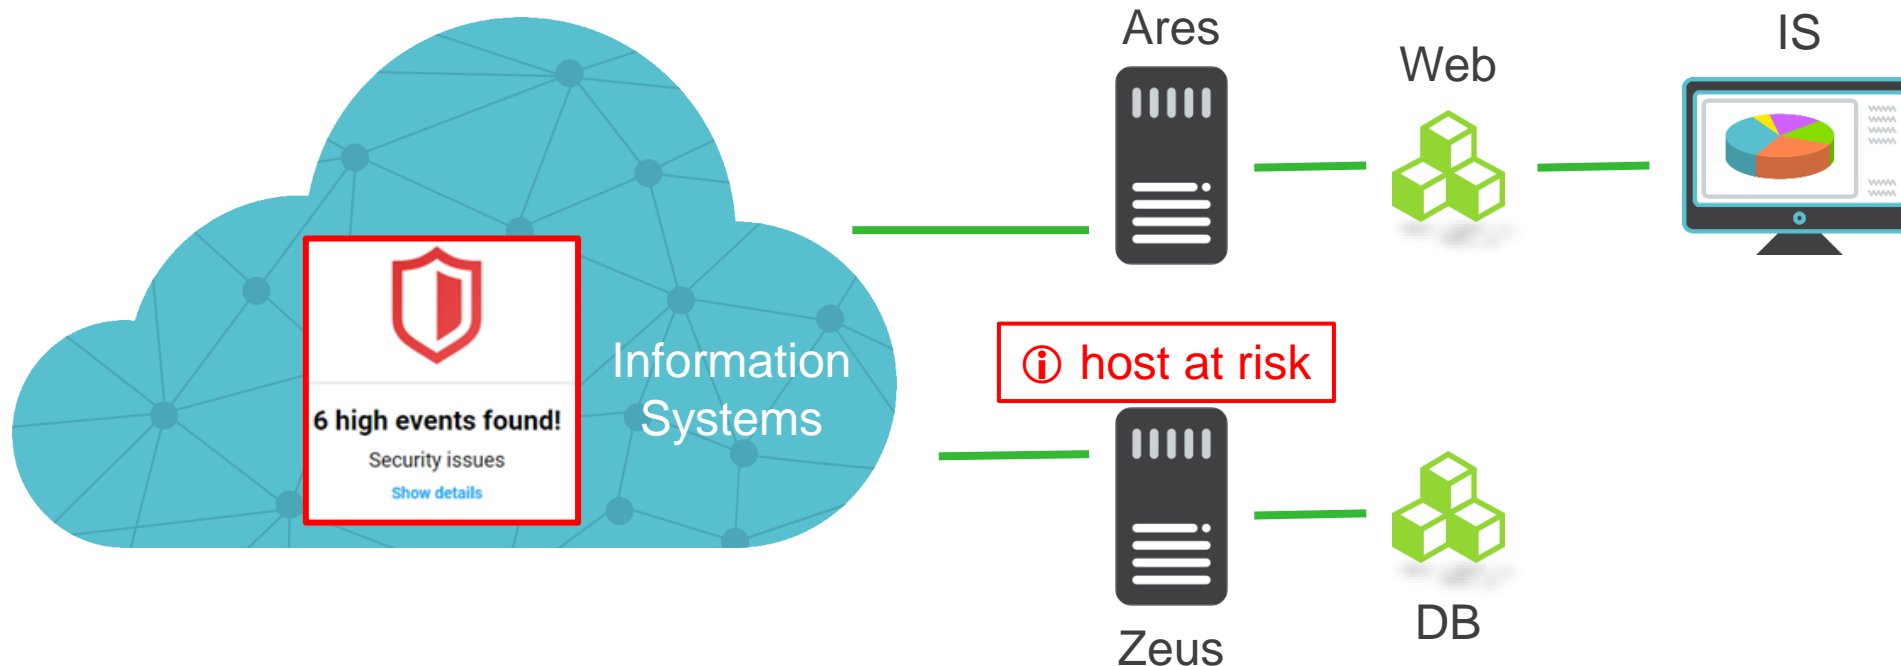 Ares
Web
IS
6 high events found!
Security issues
Show details
Information
Systems
ⓘ host at risk
Zeus
DB